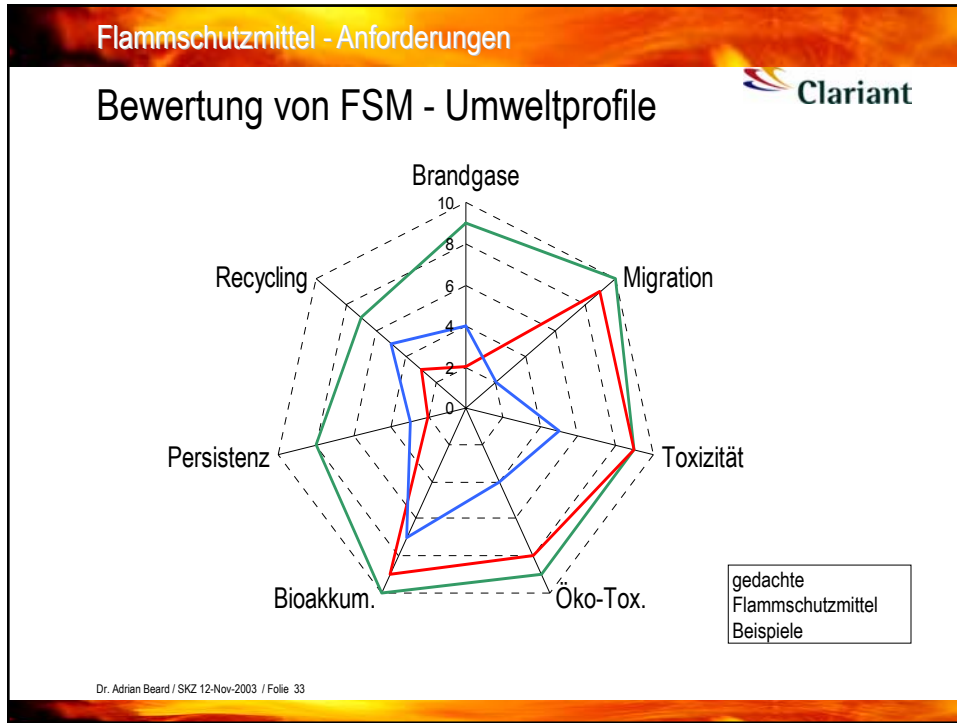 Flammschutzmittel - Anforderungen
Clariant
Bewertung von FSM - Umweltprofile
Brandgase
10
8
6
4
2
0
Recycling
Migration
Persistenz
Toxizität
Bioakkum.
Öko-Tox.
gedachte
Flammschutzmittel
Beispiele
Dr. Adrian Beard / SKZ 12-Nov-2003 / Folie 33